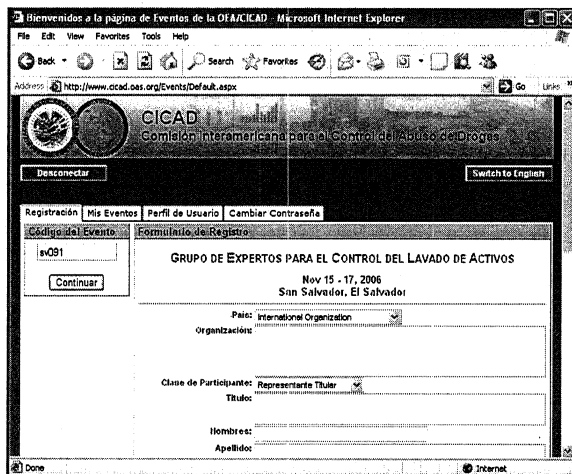 Bienvenidos a la página de Eventos de la OEA/CICAD - Microsoft Internet Explorer
File Edit View Favorites Tools Help
Back Search Favorites
Address http://www.cicad.oas.org/Events/Default.aspx Go Links »
CICAD
Comisión Interamericana para el Control del Abuso de Drogas
Desconectar Switch to English
Registración Mis Eventos Perfil de Usuario Cambiar Contraseña
Código del Evento Formulario de Registro
sv091
Continuar
GRUPO DE EXPERTOS PARA EL CONTROL DEL LAVADO DE ACTIVOS
Nov 15 - 17, 2006
San Salvador, El Salvador
País: International Organization
Organización:
Clase de Participante: Representante Titular
Título:
Nombres:
Apellido:
Done Internet